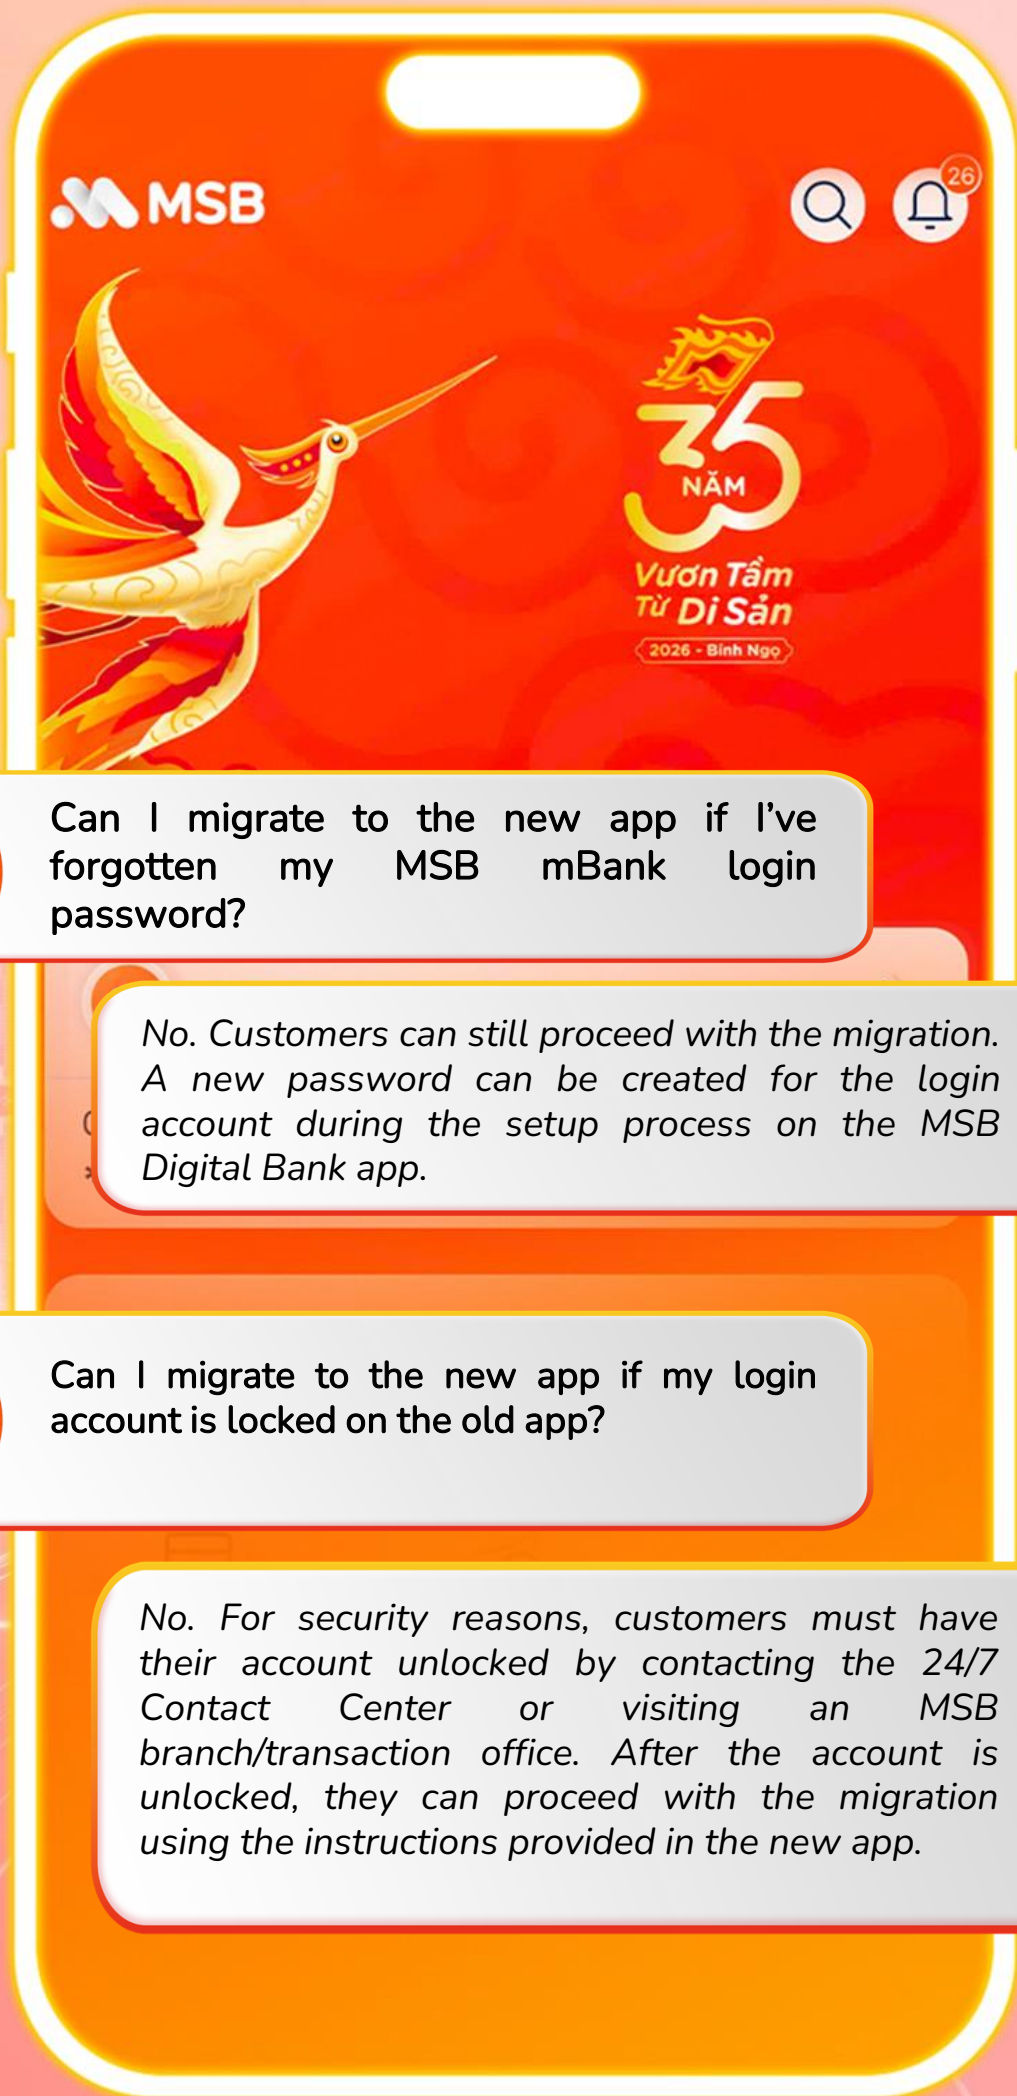 MSB
26
35
NĂM
Vươn Tầm
Từ Di Sản
2026 - Bính Ngọ
Can I migrate to the new app if I’ve
forgotten my MSB mBank login
password?
No. Customers can still proceed with the migration.
A new password can be created for the login
account during the setup process on the MSB
Digital Bank app.
Can I migrate to the new app if my login
account is locked on the old app?
No. For security reasons, customers must have
their account unlocked by contacting the 24/7
Contact Center or visiting an MSB
branch/transaction office. After the account is
unlocked, they can proceed with the migration
using the instructions provided in the new app.